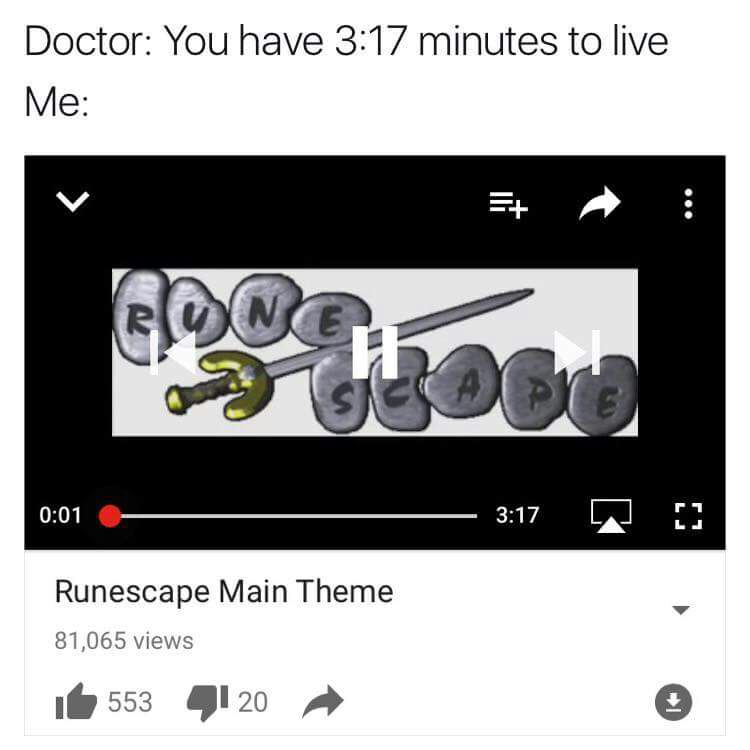 Doctor: You have 3:17 minutes to live
Me:
RUNE
SCAPE
0:01
3:17
Runescape Main Theme
81,065 views
553
20